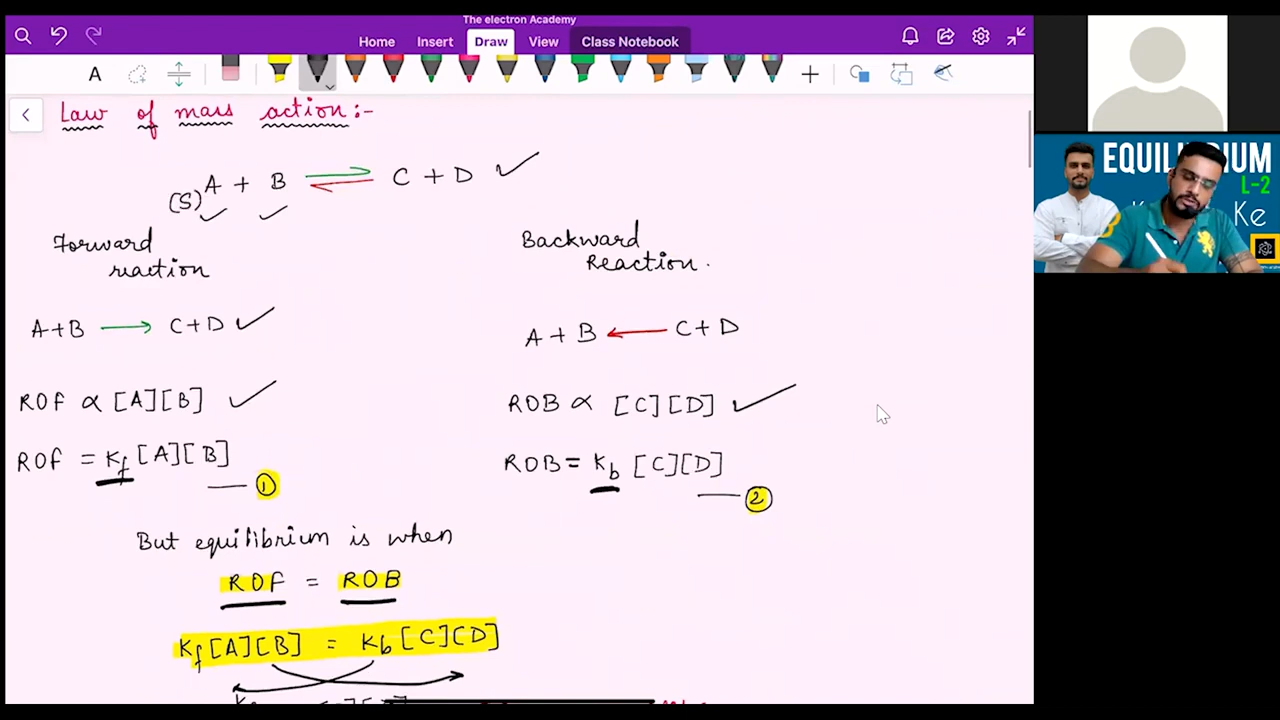 The electron Academy
Home Insert Draw View Class Notebook
A
Law of mass action:-
(S) A + B ⇌ C + D ✓
Forward reaction
Backward Reaction.
A+B → C+D ✓
A + B ← C + D
ROF ∝ [A][B] ✓
ROB ∝ [C][D] ✓
ROF = Kf [A][B]
① 
ROB = Kb [C][D]
②
But equilibrium is when
ROF = ROB
Kf[A][B] = Kb[C][D]
EQUILIBRIUM
L-2
Ke